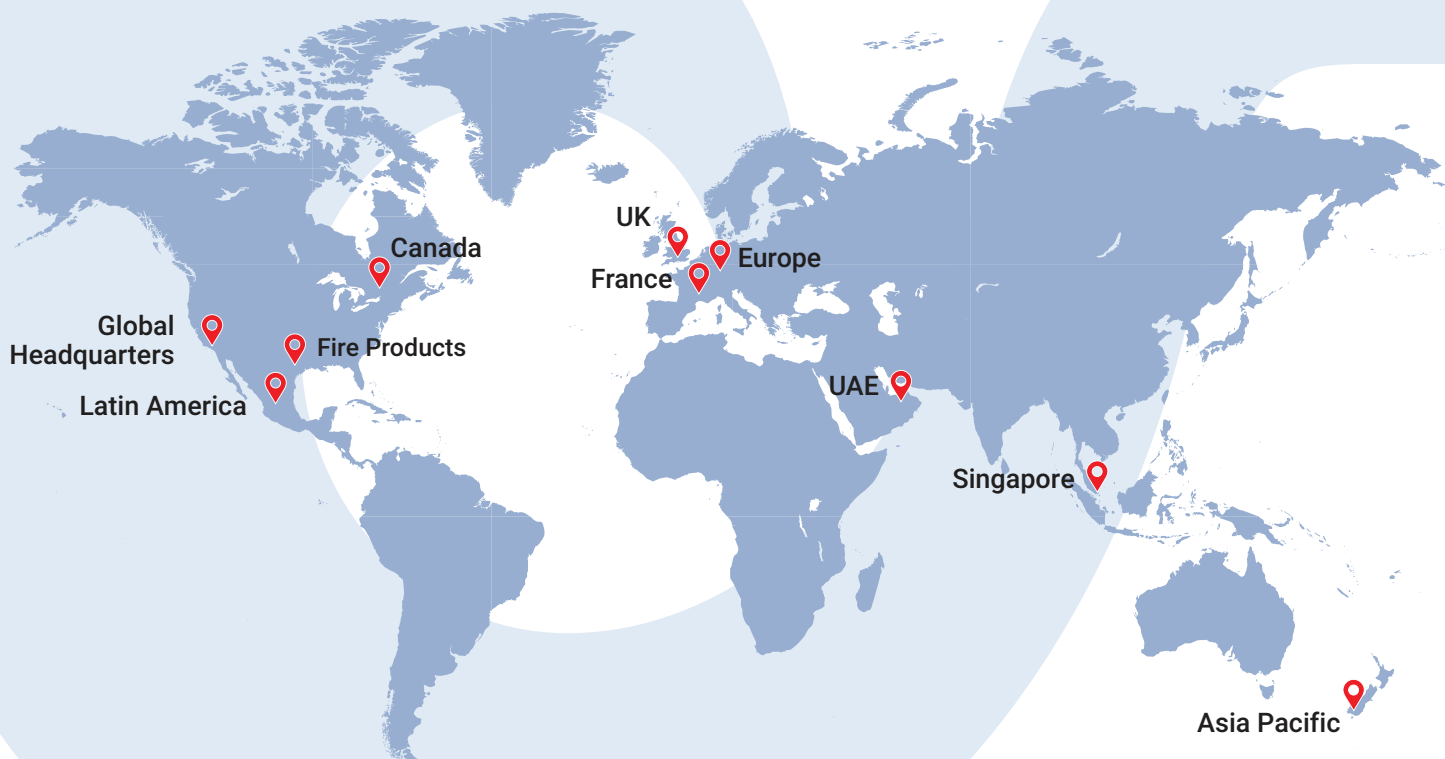 UK
Canada
Europe
France
Global
Headquarters
Fire Products
UAE
Latin America
Singapore
Asia Pacific